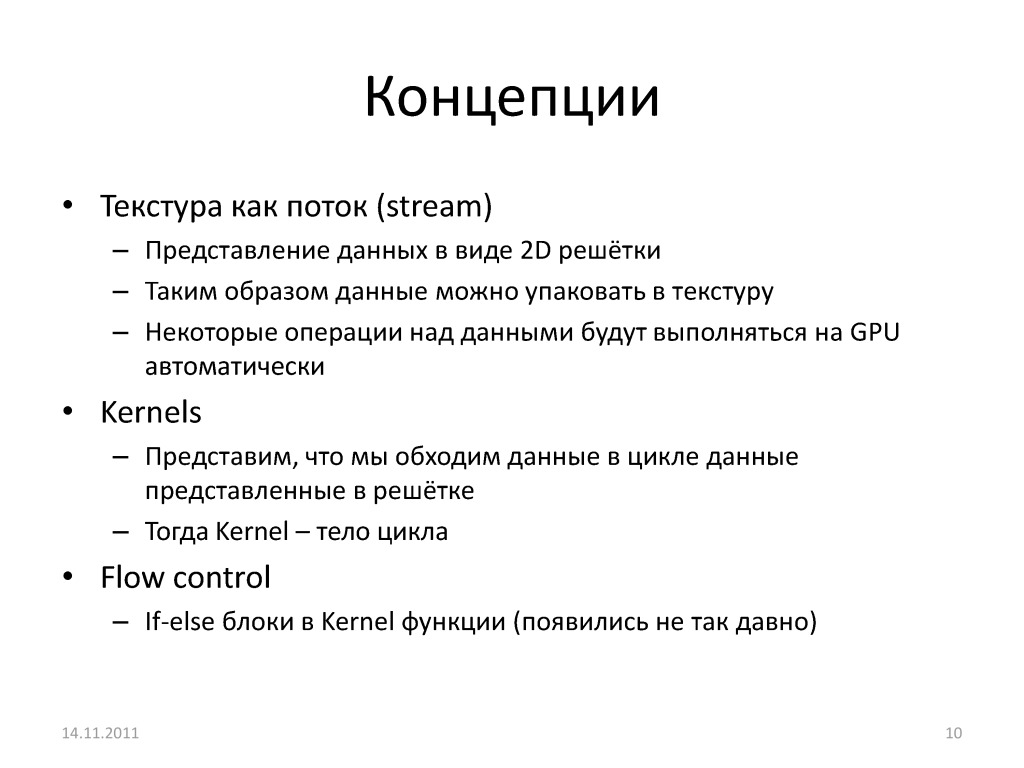 Концепции
• Текстура как поток (stream)
– Представление данных в виде 2D решётки
– Таким образом данные можно упаковать в текстуру
– Некоторые операции над данными будут выполняться на GPU
автоматически
• Kernels
– Представим, что мы обходим данные в цикле данные
представленные в решётке
– Тогда Kernel – тело цикла
• Flow control
– If-else блоки в Kernel функции (появились не так давно)
14.11.2011
10